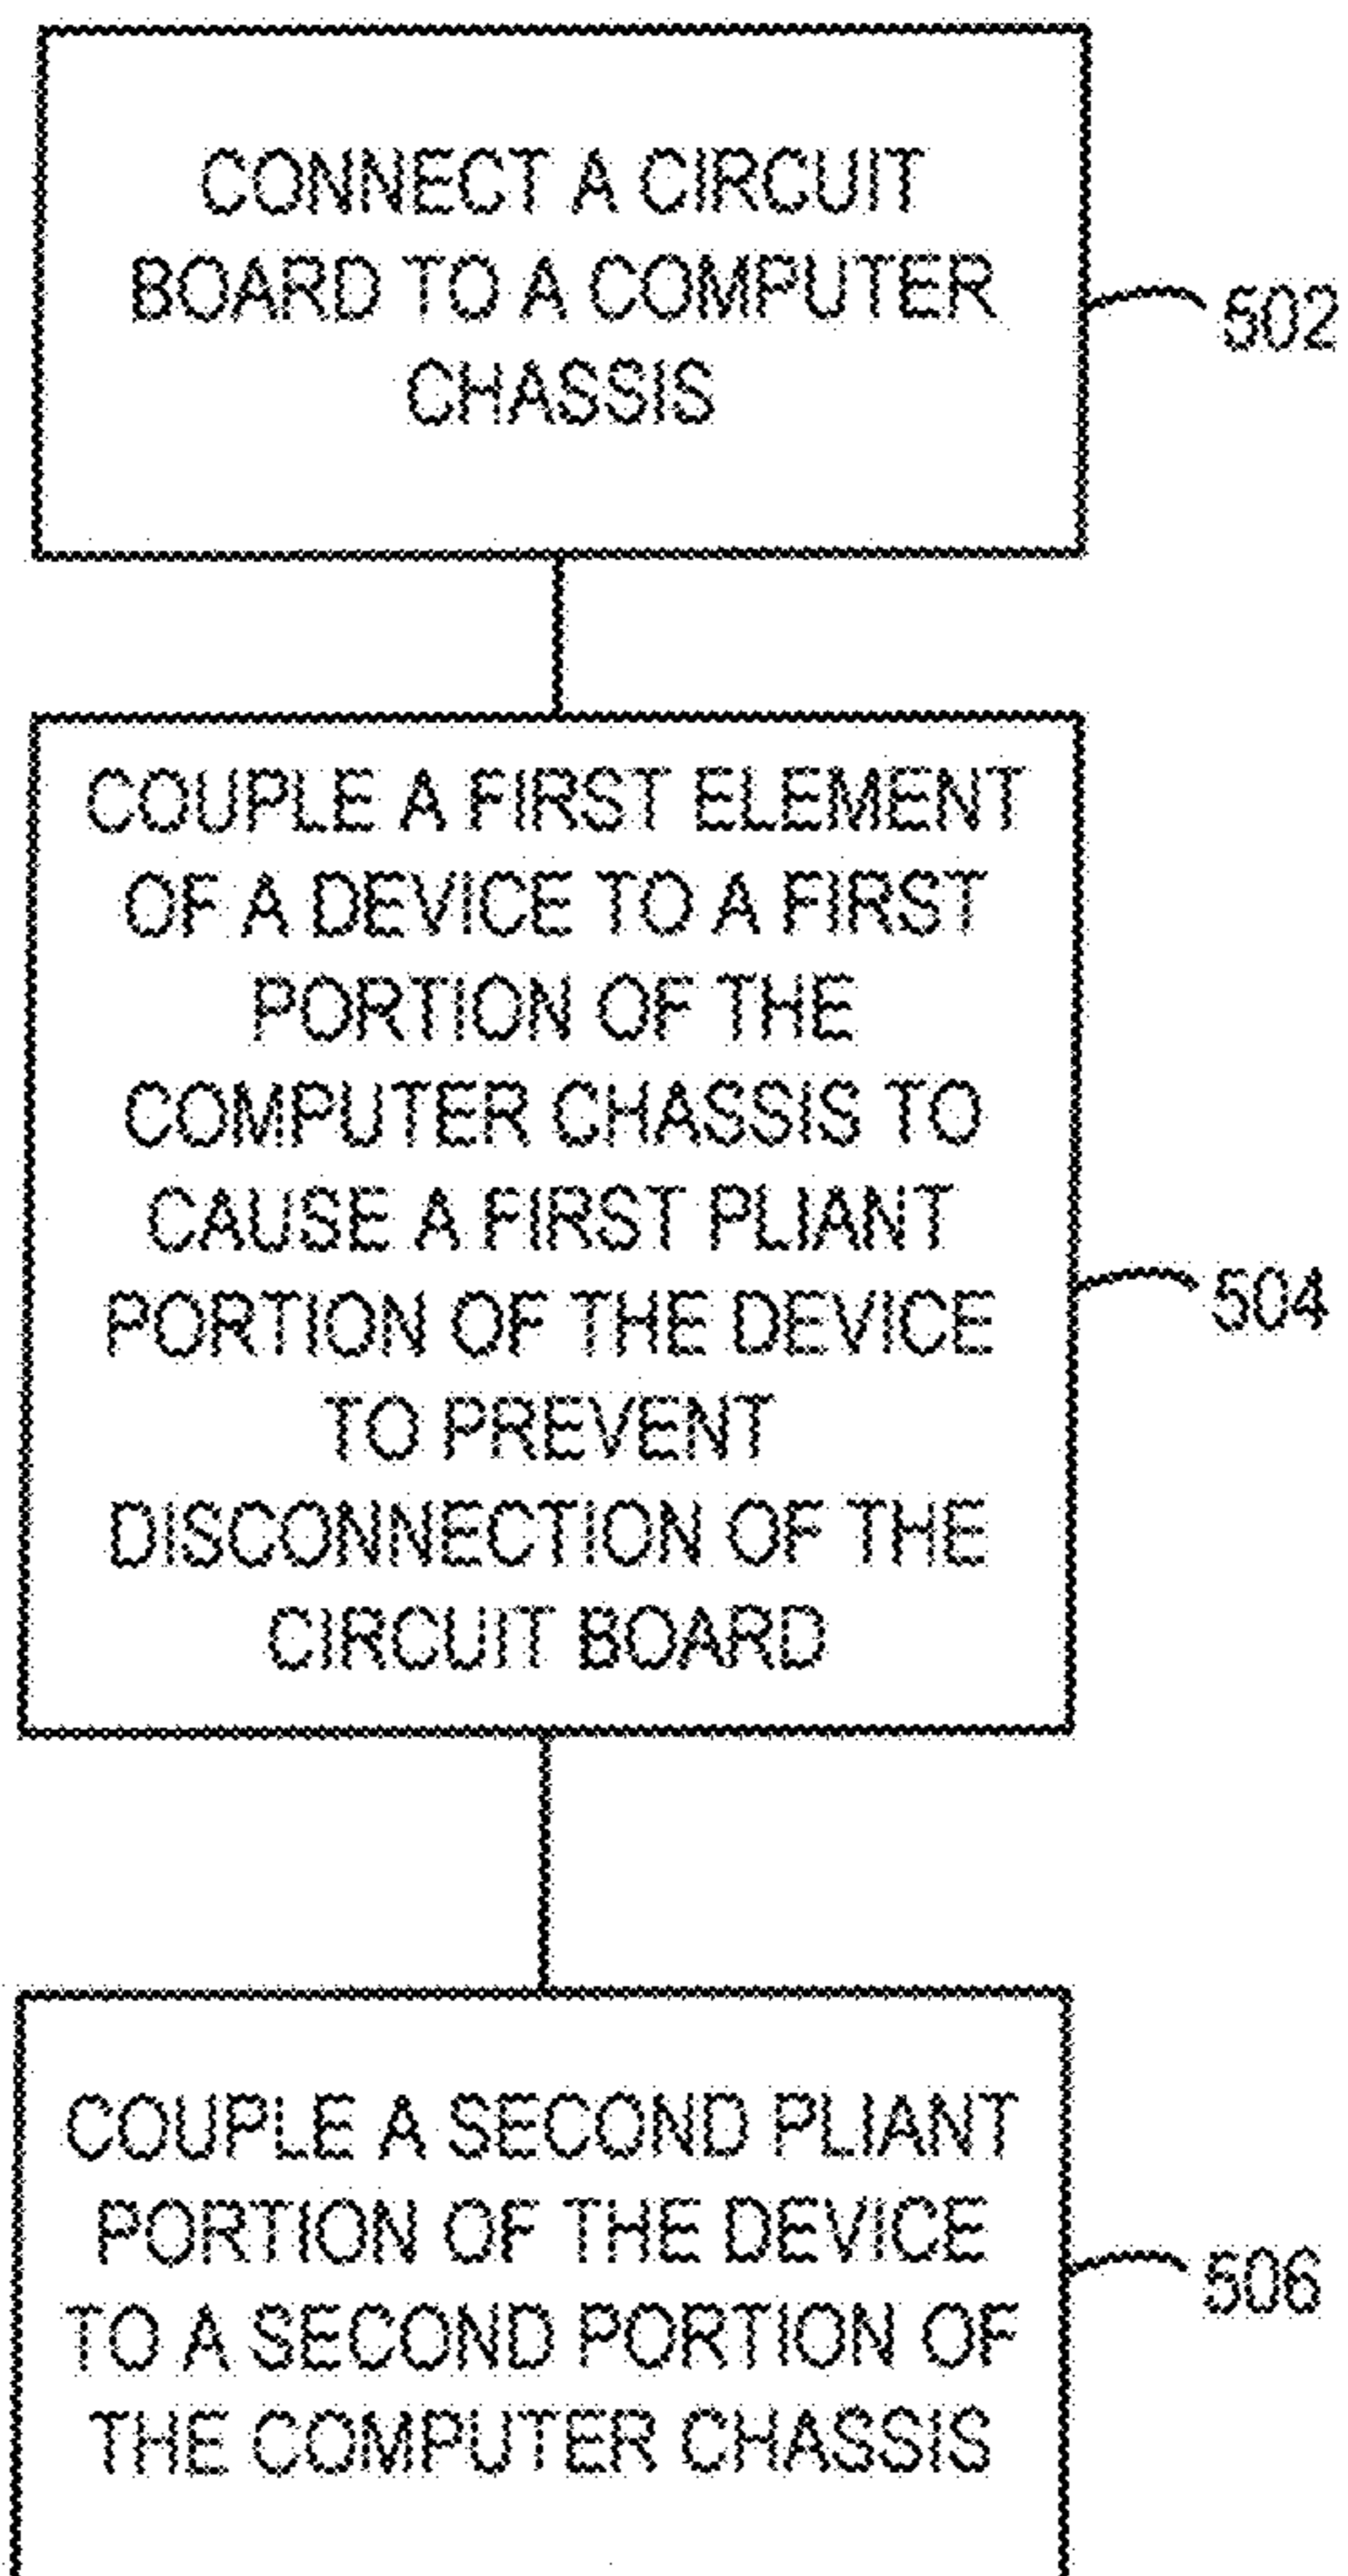 CONNECT A CIRCUIT
BOARD TO A COMPUTER
CHASSIS
502
COUPLE A FIRST ELEMENT
OF A DEVICE TO A FIRST
PORTION OF THE
COMPUTER CHASSIS TO
CAUSE A FIRST PLIANT
PORTION OF THE DEVICE
TO PREVENT
DISCONNECTION OF THE
CIRCUIT BOARD
504
COUPLE A SECOND PLIANT
PORTION OF THE DEVICE
TO A SECOND PORTION OF
THE COMPUTER CHASSIS
506